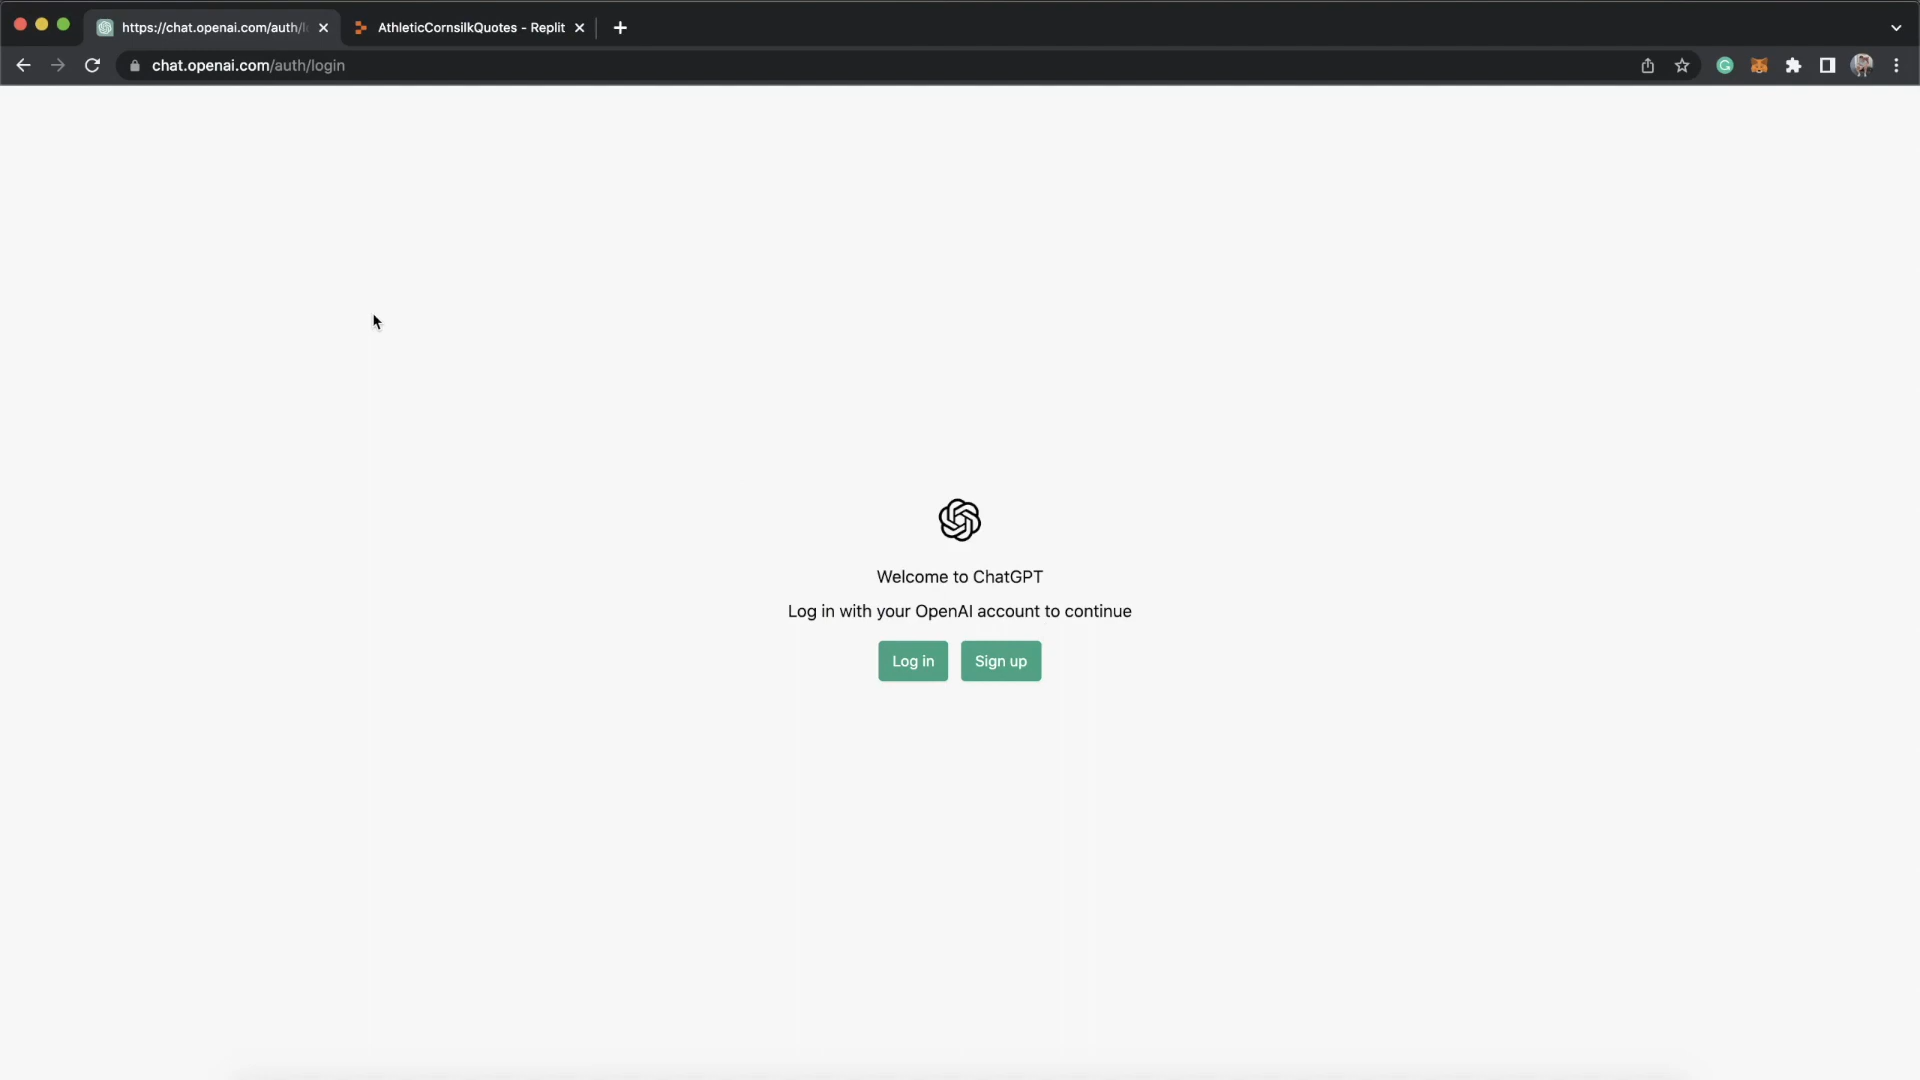 https://chat.openai.com/auth/l
AthleticCornsilkQuotes - Replit
chat.openai.com/auth/login
Welcome to ChatGPT
Log in with your OpenAI account to continue
Log in
Sign up